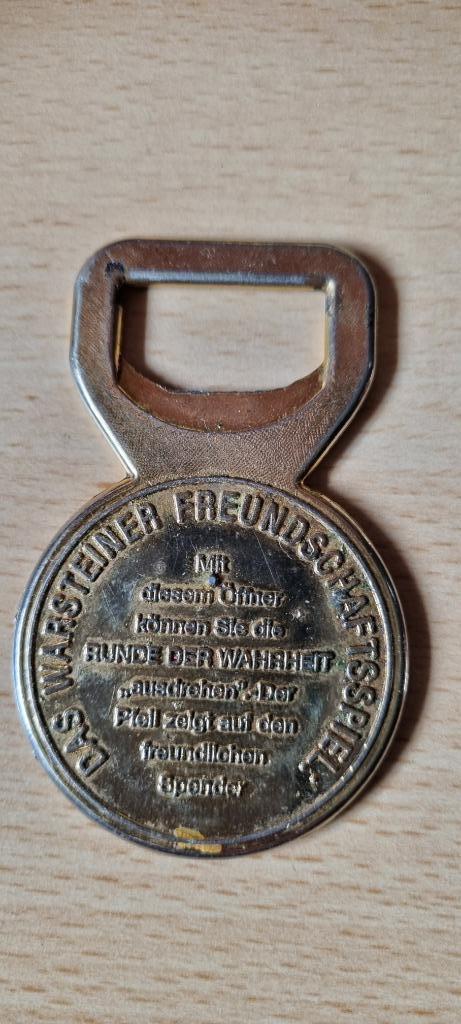 DAS WARSTEINER FREUNDSCHAFTSSPIEL.
Mit
diesem Öffner
können Sie die
RUNDE DER WAHRHEIT
„ausdrehen". Der
Pfeil zeigt auf den
freundlichen
Spender